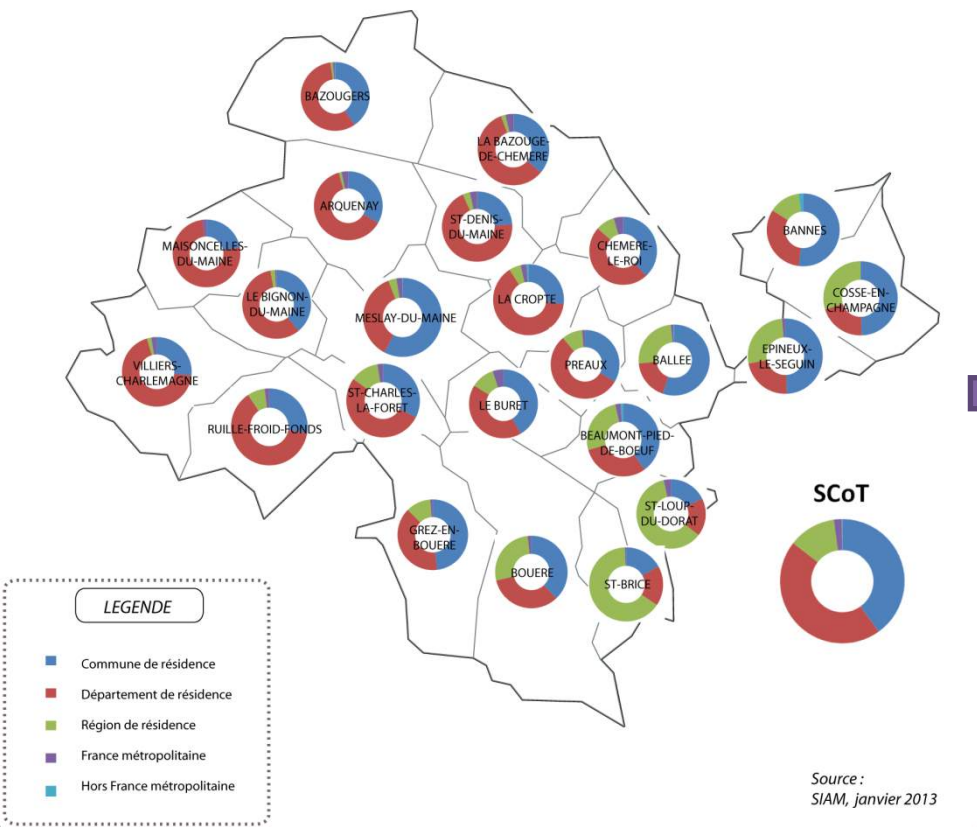 BAZOUGERS
LA BAZOUGE-
DE-CHEMERE
ARQUENAY
ST-DENIS-
DU-MAINE
MAISONCELLES-
DU-MAINE
CHEMERE-
LE-ROI
BANNES
LE BIGNON-
DU-MAINE
LA CROPTE
COSSE-EN-
CHAMPAGNE
MESLAY-DU-MAINE
EPINEUX-
LE-SEGUIN
VILLIERS-
CHARLEMAGNE
PREAUX
BALLEE
ST-CHARLES-
LA-FORET
LE BURET
RUILLE-FROID-FONDS
BEAUMONT-PIED-
DE-BOEUF
SCoT
ST-LOUP-
DU-DORAT
GREZ-EN-
BOUERE
BOUERE
ST-BRICE
LEGENDE
Commune de résidence
Département de résidence
Région de résidence
France métropolitaine
Hors France métropolitaine
Source :
SIAM, janvier 2013